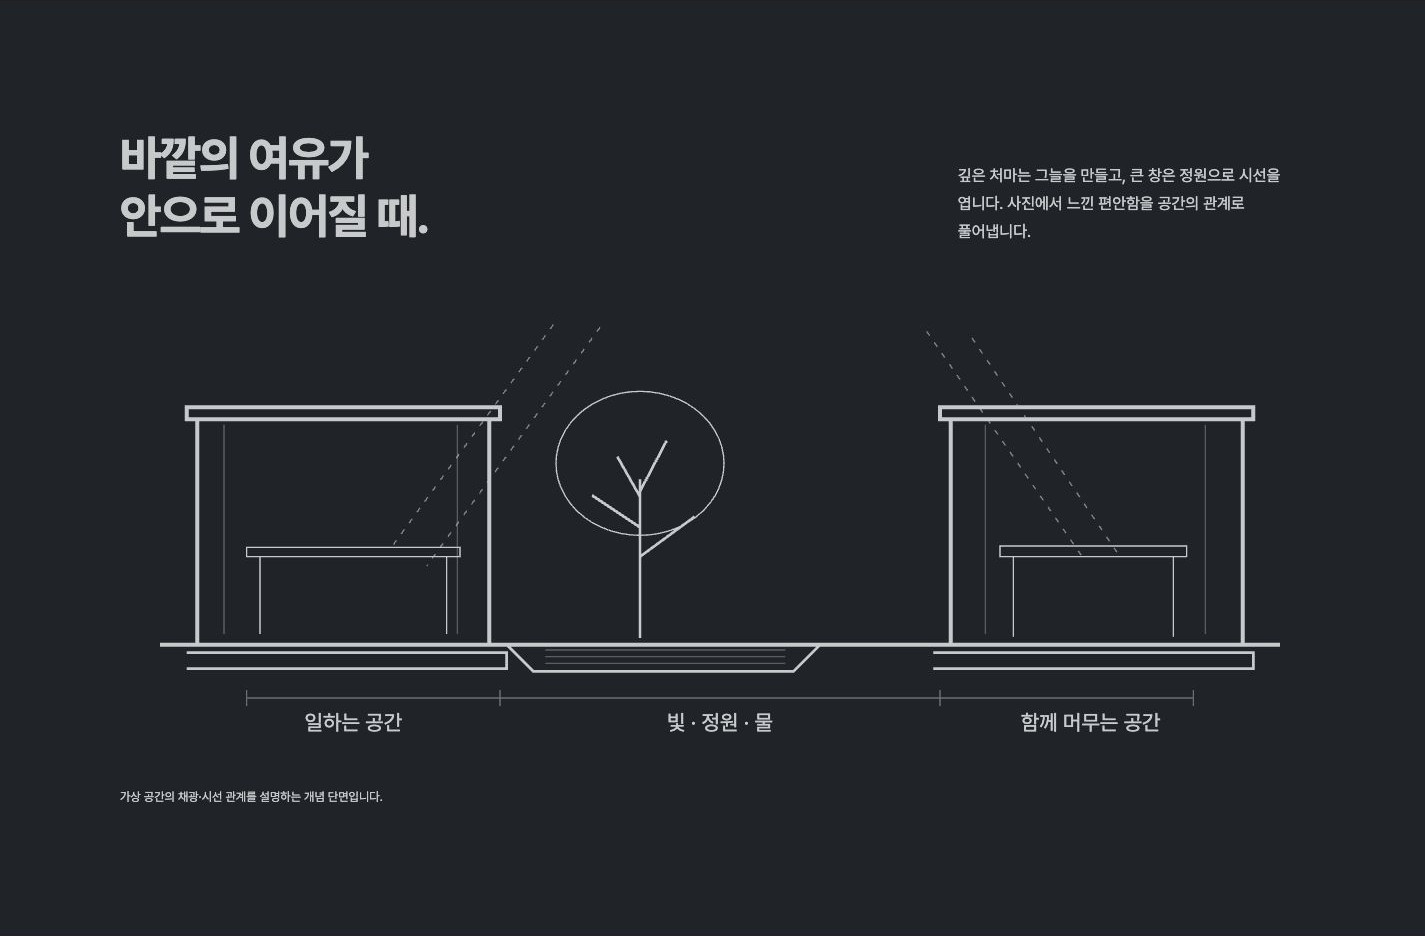 바깥의 여유가
안으로 이어질 때.
깊은 처마는 그늘을 만들고, 큰 창은 정원으로 시선을
엽니다. 사진에서 느낀 편안함을 공간의 관계로
풀어냅니다.
일하는 공간
빛 · 정원 · 물
함께 머무는 공간
가상 공간의 채광·시선 관계를 설명하는 개념 단면입니다.